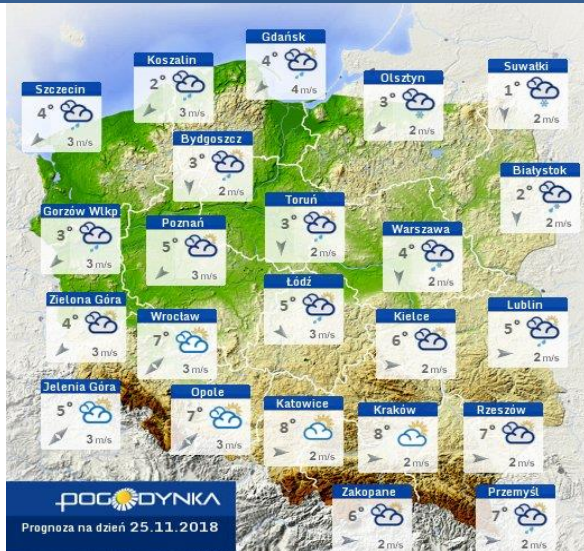 Gdańsk
4°
4 m/s
Koszalin
2°
3 m/s
Suwałki
1°
2 m/s
Olsztyn
3°
2 m/s
Szczecin
4°
3 m/s
Bydgoszcz
3°
2 m/s
Białystok
2°
2 m/s
Toruń
3°
2 m/s
Gorzów Wlkp
3°
3 m/s
Poznań
5°
3 m/s
Warszawa
4°
2 m/s
Łódź
5°
3 m/s
Zielona Góra
4°
3 m/s
Wrocław
7°
3 m/s
Kielce
6°
2 m/s
Lublin
5°
2 m/s
Jelenia Góra
5°
3 m/s
Opole
7°
3 m/s
Katowice
8°
2 m/s
Kraków
8°
2 m/s
Rzeszów
7°
2 m/s
Zakopane
6°
2 m/s
Przemyśl
7°
2 m/s
POGODYNKA
Prognoza na dzień 25.11.2018